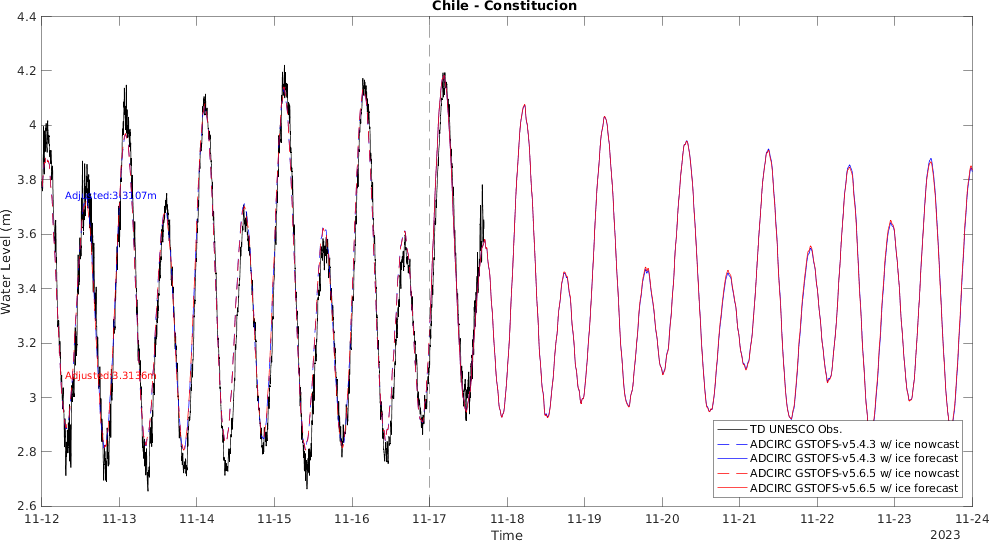 Chile - Constitucion
4.4
4.2
4
3.8
3.6
3.4
3.2
3
2.8
2.6
Water Level (m)
Adjusted:3.3107m
Adjusted:3.3136m
TD UNESCO Obs.
ADCIRC GSTOFS-v5.4.3 w/ ice nowcast
ADCIRC GSTOFS-v5.4.3 w/ ice forecast
ADCIRC GSTOFS-v5.6.5 w/ ice nowcast
ADCIRC GSTOFS-v5.6.5 w/ ice forecast
11-12 11-13 11-14 11-15 11-16 11-17 11-18 11-19 11-20 11-21 11-22 11-23 11-24
Time
2023